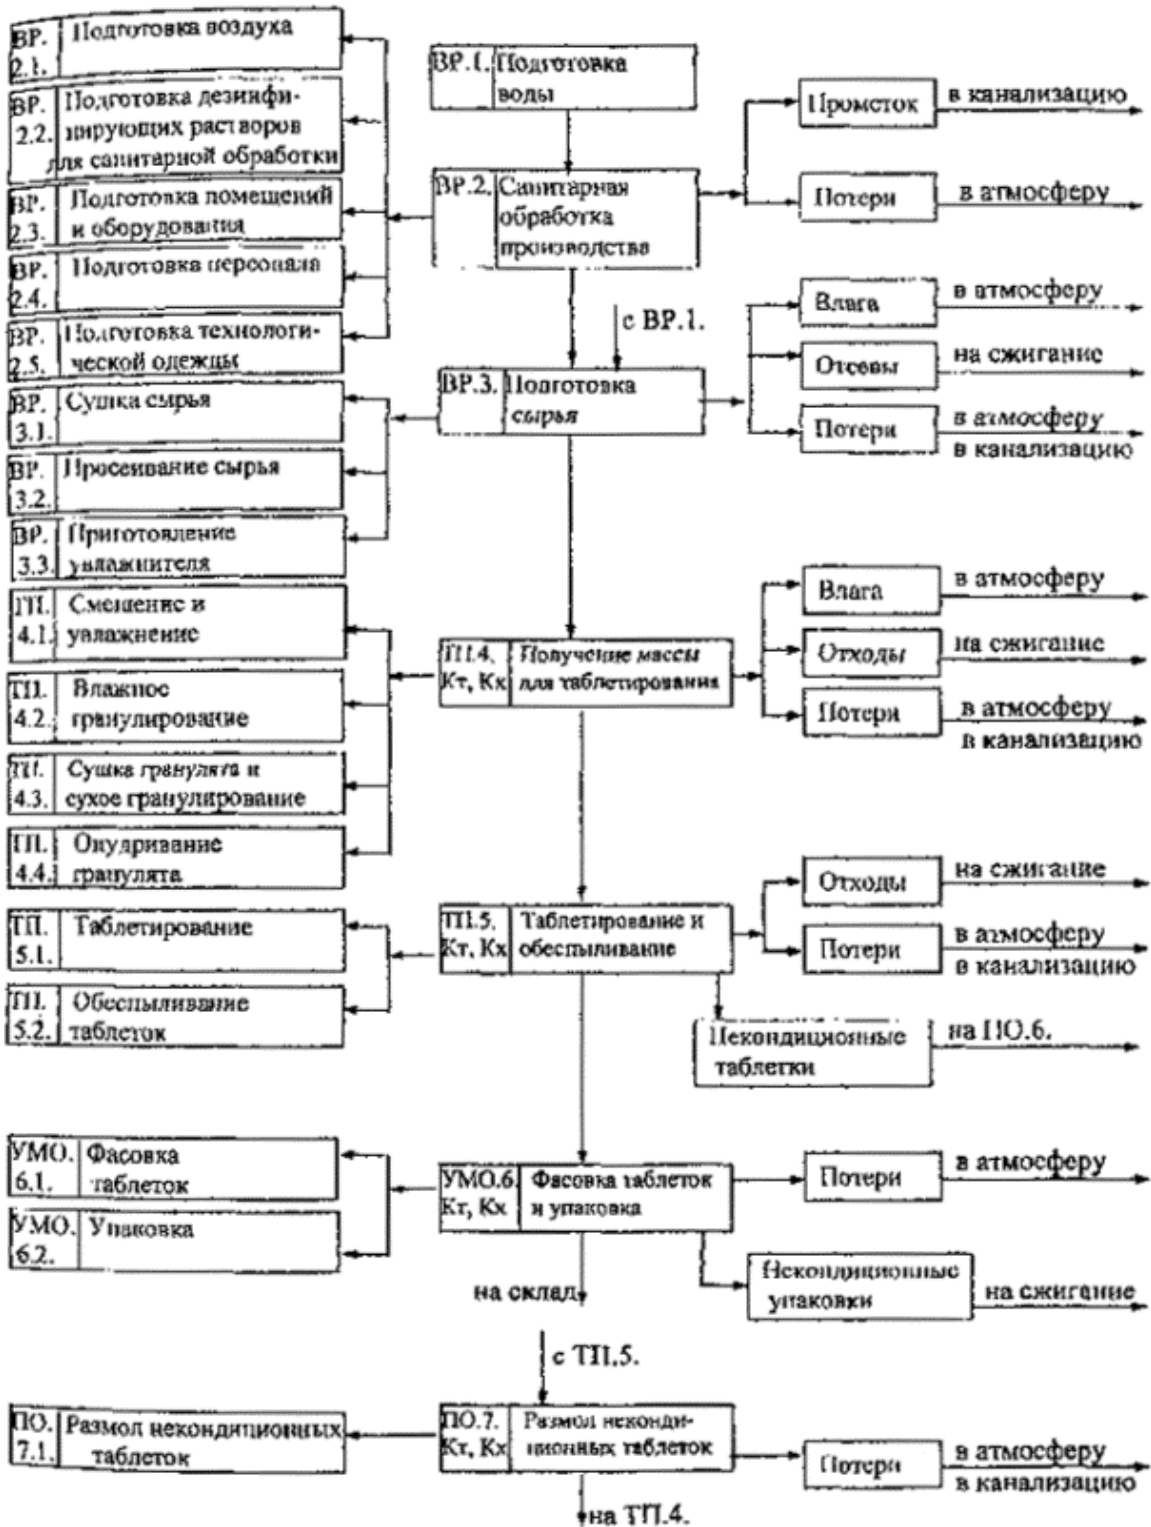 ВР. 2.1. Подготовка воздуха
ВР. 2.2. Подготовка дезинфи-
цирующих растворов
для санитарной обработки
ВР. 2.3. Подготовка помещений
и оборудования
ВР. 2.4. Подготовка персонала
ВР. 2.5. Подготовка технологи-
ческой одежды
ВР. 3.1. Сушка сырья
ВР. 3.2. Просеивание сырья
ВР. 3.3. Приготовление
увлажнителя
ТП. 4.1. Смешение и
увлажнение
ТП. 4.2. Влажное
гранулирование
ТП. 4.3. Сушка гранулята и
сухое гранулирование
ТП. 4.4. Опудривание
гранулята
ТП. 5.1. Таблетирование
ТП. 5.2. Обеспыливание
таблеток
УМО. 6.1. Фасовка
таблеток
УМО. 6.2. Упаковка
ПО. 7.1. Размол некондиционных
таблеток
ВР.1. Подготовка
воды
ВР.2. Санитарная
обработка
производства
с ВР.1.
ВР.3. Подготовка
сырья
ТП.4. Получение массы
Кт, Кх для таблетирования
ТП.5. Таблетирование и
Кт, Кх обеспыливание
УМО.6. Фасовка таблеток
Кт, Кх и упаковка
на склад
с ТП.5.
ПО.7. Размол неконди-
Кт, Кх ционных таблеток
на ТП.4.
Промсток в канализацию
Потери в атмосферу
Влага в атмосферу
Отсевы на сжигание
Потери в атмосферу
в канализацию
Влага в атмосферу
Отходы на сжигание
Потери в атмосферу
в канализацию
Отходы на сжигание
Потери в атмосферу
в канализацию
Некондиционные
таблетки
на ПО.6.
Потери в атмосферу
Некондиционные
упаковки
на сжигание
Потери в атмосферу
в канализацию